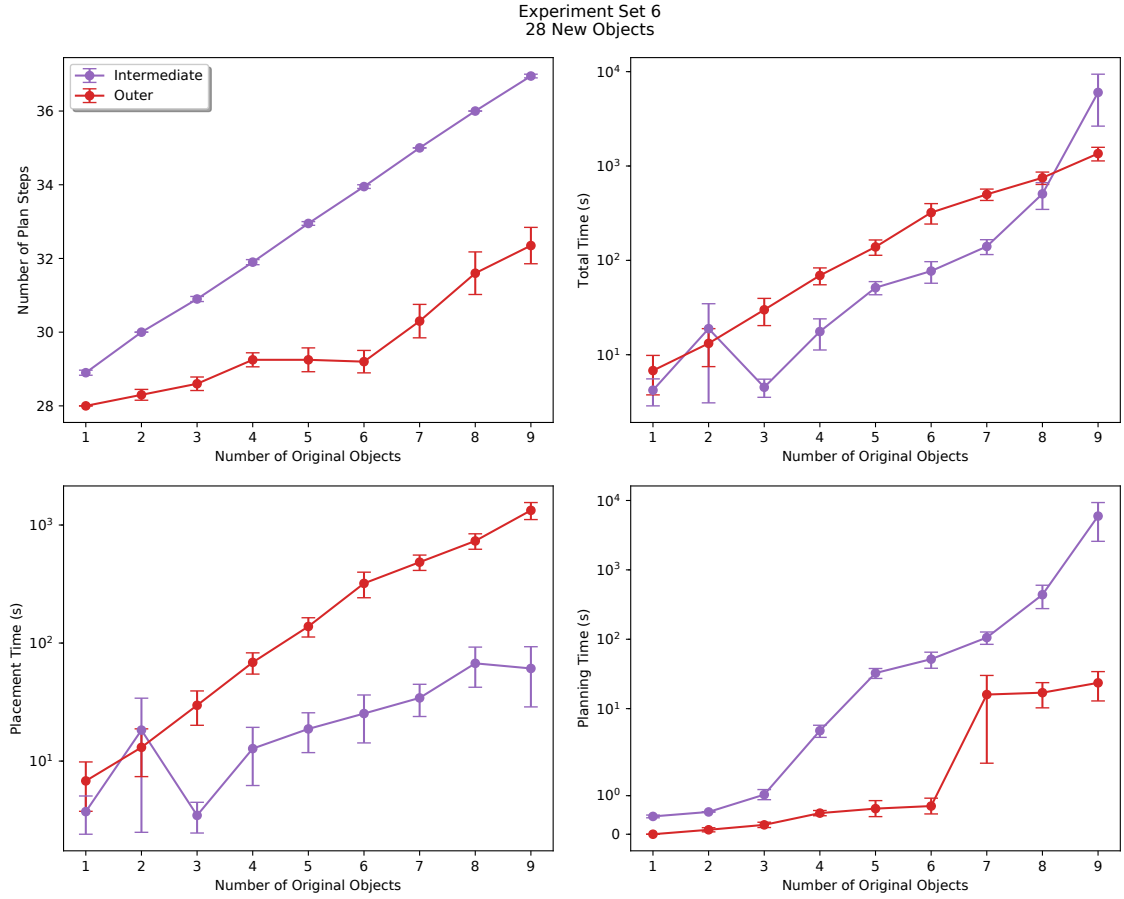 Experiment Set 6
28 New Objects
Intermediate
Outer
Number of Plan Steps
36
34
32
30
28
1 2 3 4 5 6 7 8 9
Number of Original Objects
Total Time (s)
10^4
10^3
10^2
10^1
1 2 3 4 5 6 7 8 9
Number of Original Objects
Placement Time (s)
10^3
10^2
10^1
1 2 3 4 5 6 7 8 9
Number of Original Objects
Planning Time (s)
10^4
10^3
10^2
10^1
10^0
0
1 2 3 4 5 6 7 8 9
Number of Original Objects